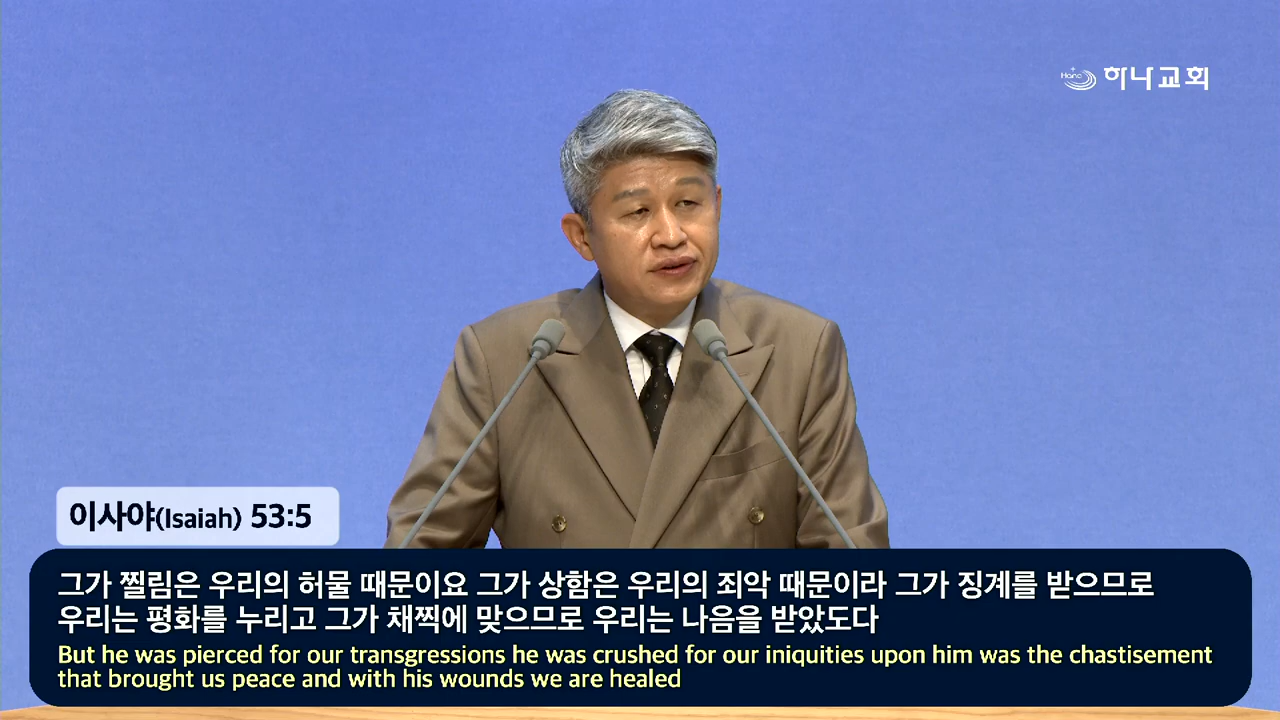 Hana 하나교회
이사야(Isaiah) 53:5
그가 찔림은 우리의 허물 때문이요 그가 상함은 우리의 죄악 때문이라 그가 징계를 받으므로
우리는 평화를 누리고 그가 채찍에 맞으므로 우리는 나음을 받았도다
But he was pierced for our transgressions he was crushed for our iniquities upon him was the chastisement
that brought us peace and with his wounds we are healed